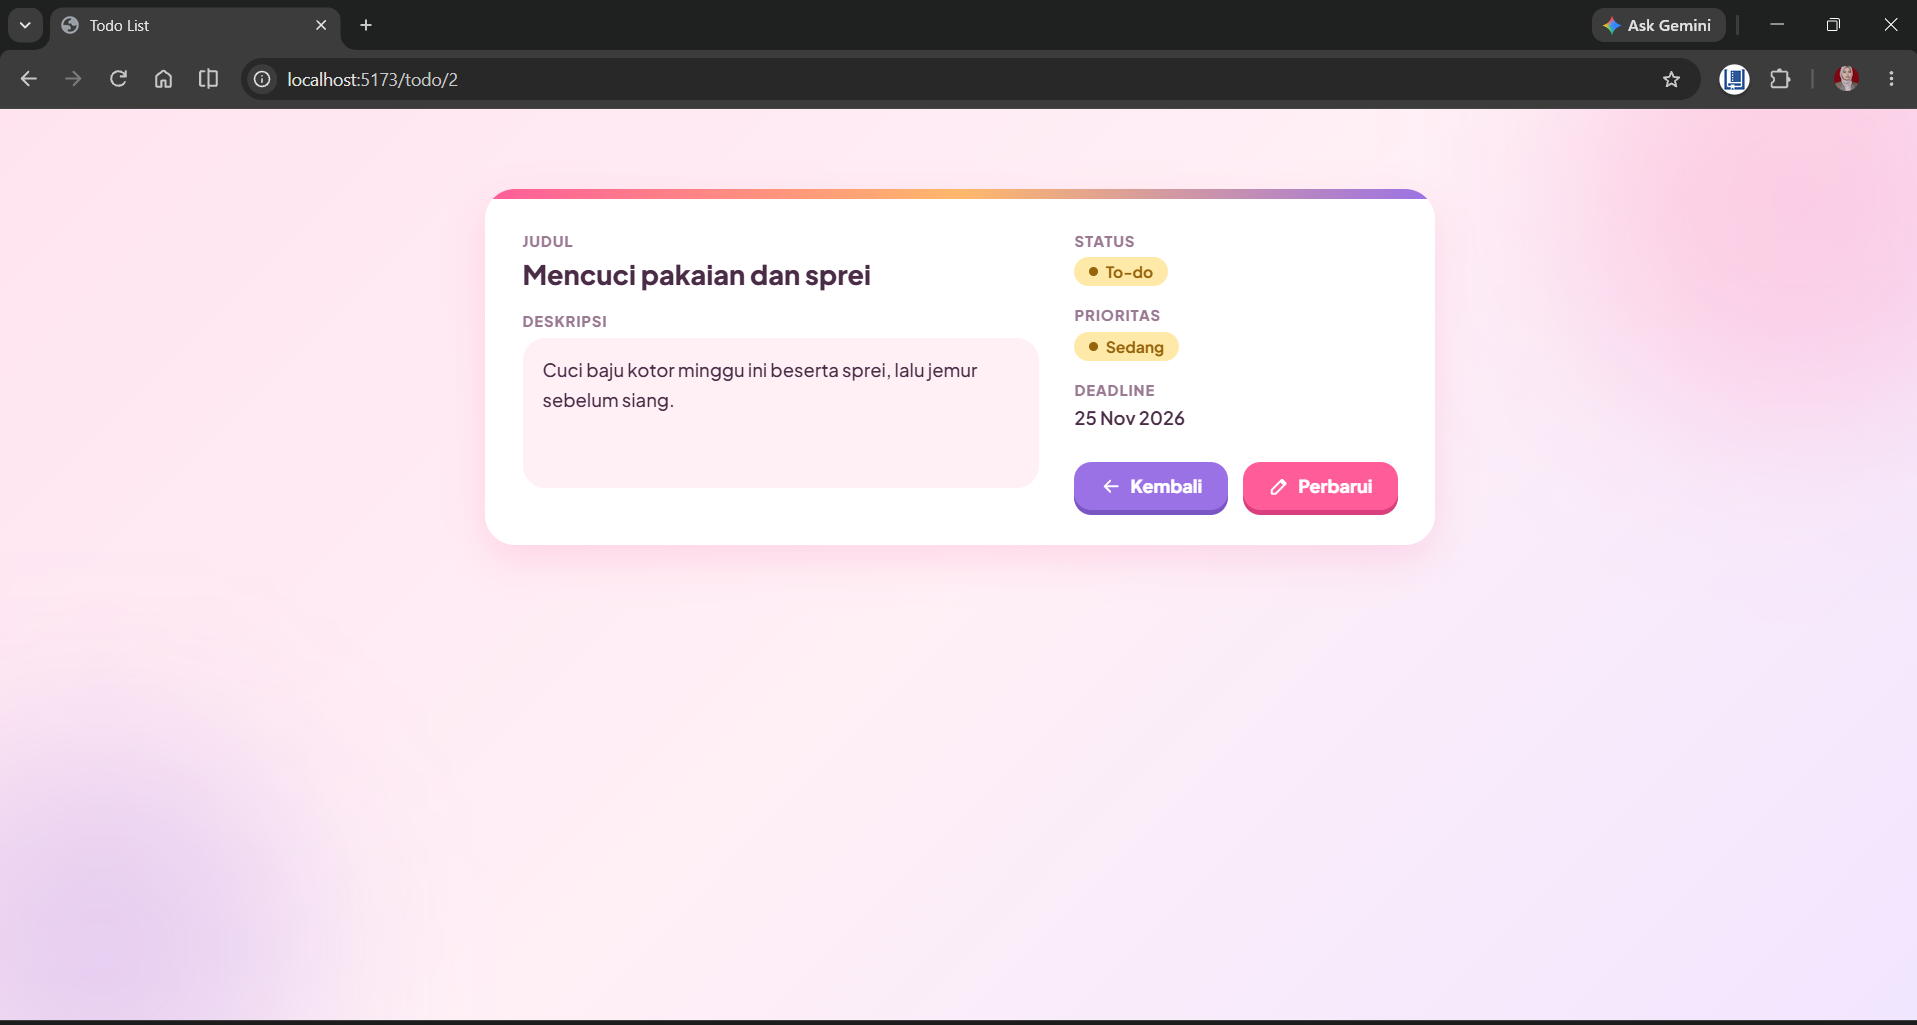 Todo List
Ask Gemini
localhost:5173/todo/2
JUDUL
Mencuci pakaian dan sprei
DESKRIPSI
Cuci baju kotor minggu ini beserta sprei, lalu jemur
sebelum siang.
STATUS
To-do
PRIORITAS
Sedang
DEADLINE
25 Nov 2026
Kembali
Perbarui